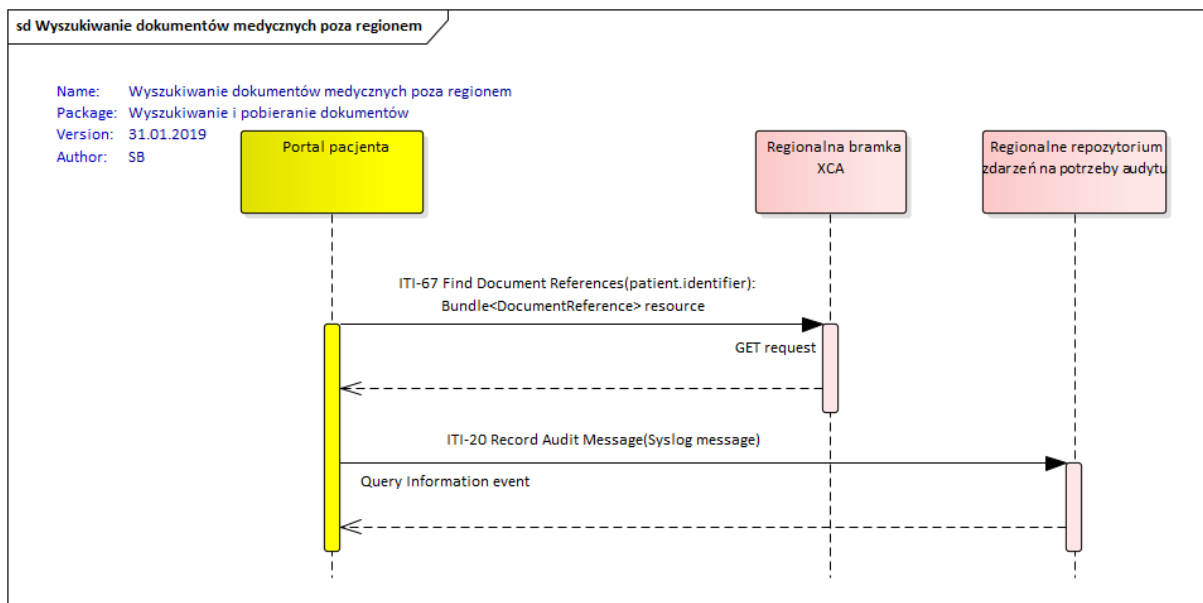 sd Wyszukiwanie dokumentów medycznych poza regionem
Name: Wyszukiwanie dokumentów medycznych poza regionem
Package: Wyszukiwanie i pobieranie dokumentów
Version: 31.01.2019
Author: SB
Portal pacjenta
Regionalna bramka
XCA
Regionalne repozytorium
zdarzeń na potrzeby audytu
ITI-67 Find Document References(patient.identifier):
Bundle<DocumentReference> resource
GET request
ITI-20 Record Audit Message(Syslog message)
Query Information event